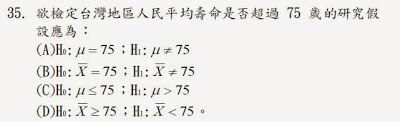 35. 欲檢定台灣地區人民平均壽命是否超過 75 歲的研究假
設應為：
(A)H₀: μ = 75 ；H₁: μ ≠ 75
(B)H₀: X̅ = 75 ；H₁: X̅ ≠ 75
(C)H₀: μ ≤ 75 ；H₁: μ > 75
(D)H₀: X̅ ≥ 75 ；H₁: X̅ < 75 。